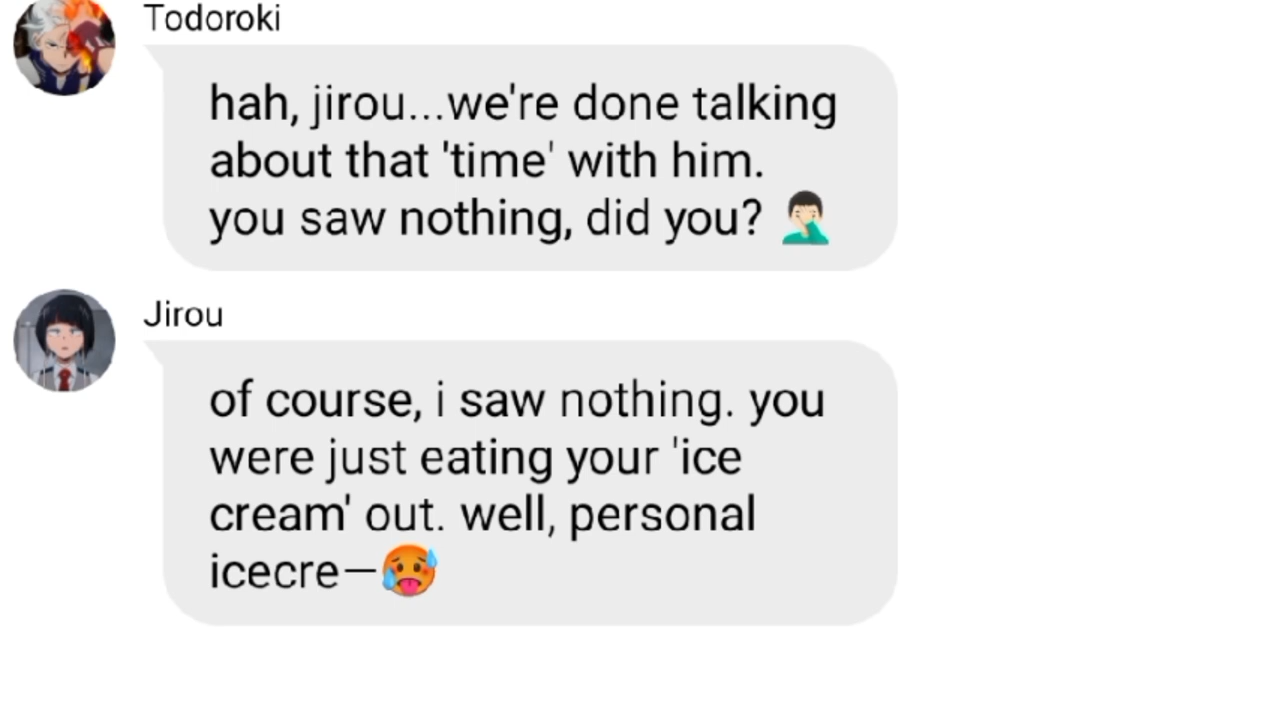 Todoroki
hah, jirou...we're done talking
about that 'time' with him.
you saw nothing, did you? 🤦🏻‍♂️
Jirou
of course, i saw nothing. you
were just eating your 'ice
cream' out. well, personal
icecre—🥵